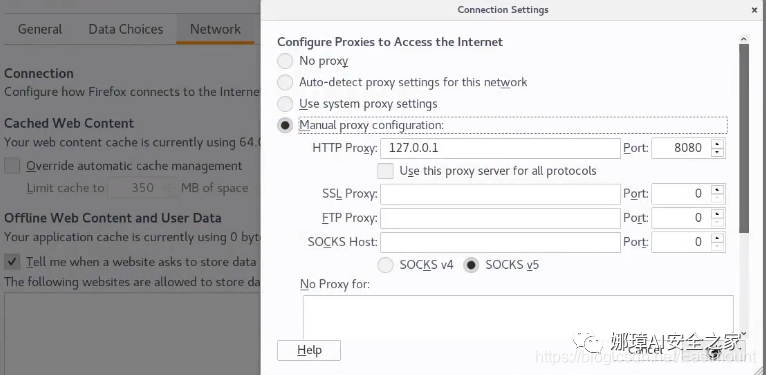 Connection Settings
General Data Choices Network
Configure Proxies to Access the Internet
No proxy
Connection
Auto-detect proxy settings for this network
Configure how Firefox connects to the Interne
Use system proxy settings
Cached Web Content
Manual proxy configuration:
Your web content cache is currently using 64.0
HTTP Proxy: 127.0.0.1 Port: 8080
Override automatic cache management
Use this proxy server for all protocols
Limit cache to 350 MB of space
SSL Proxy: Port: 0
Offline Web Content and User Data
FTP Proxy: Port: 0
Your application cache is currently using 0 byt
SOCKS Host: Port: 0
Tell me when a website asks to store data
SOCKS v4 SOCKS v5
The following websites are allowed to store dat
No Proxy for:
娜璋AI安全之家
Help Cancel
https://blog.csdn.net/Eastmount